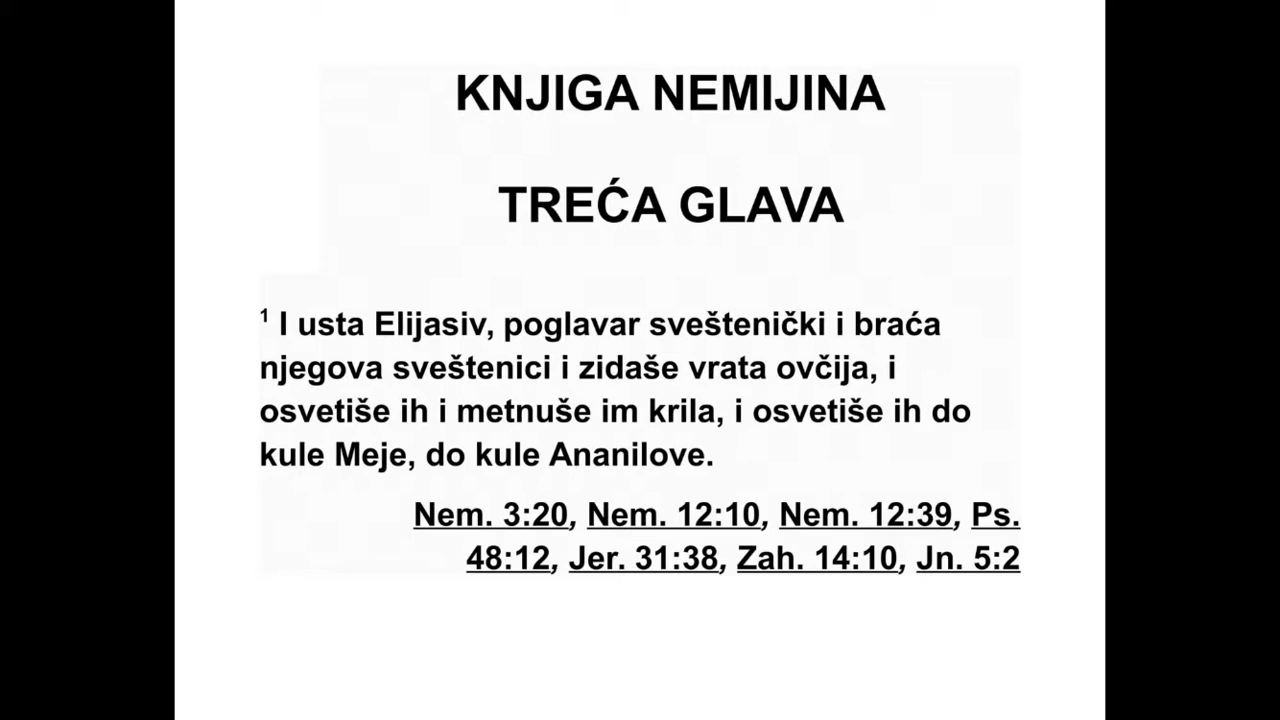 KNJIGA NEMIJINA
TREĆA GLAVA
1 I usta Elijasiv, poglavar sveštenički i braća
njegova sveštenici i zidaše vrata ovčija, i
osvetiše ih i metnuše im krila, i osvetiše ih do
kule Meje, do kule Ananilove.
Nem. 3:20, Nem. 12:10, Nem. 12:39, Ps.
48:12, Jer. 31:38, Zah. 14:10, Jn. 5:2